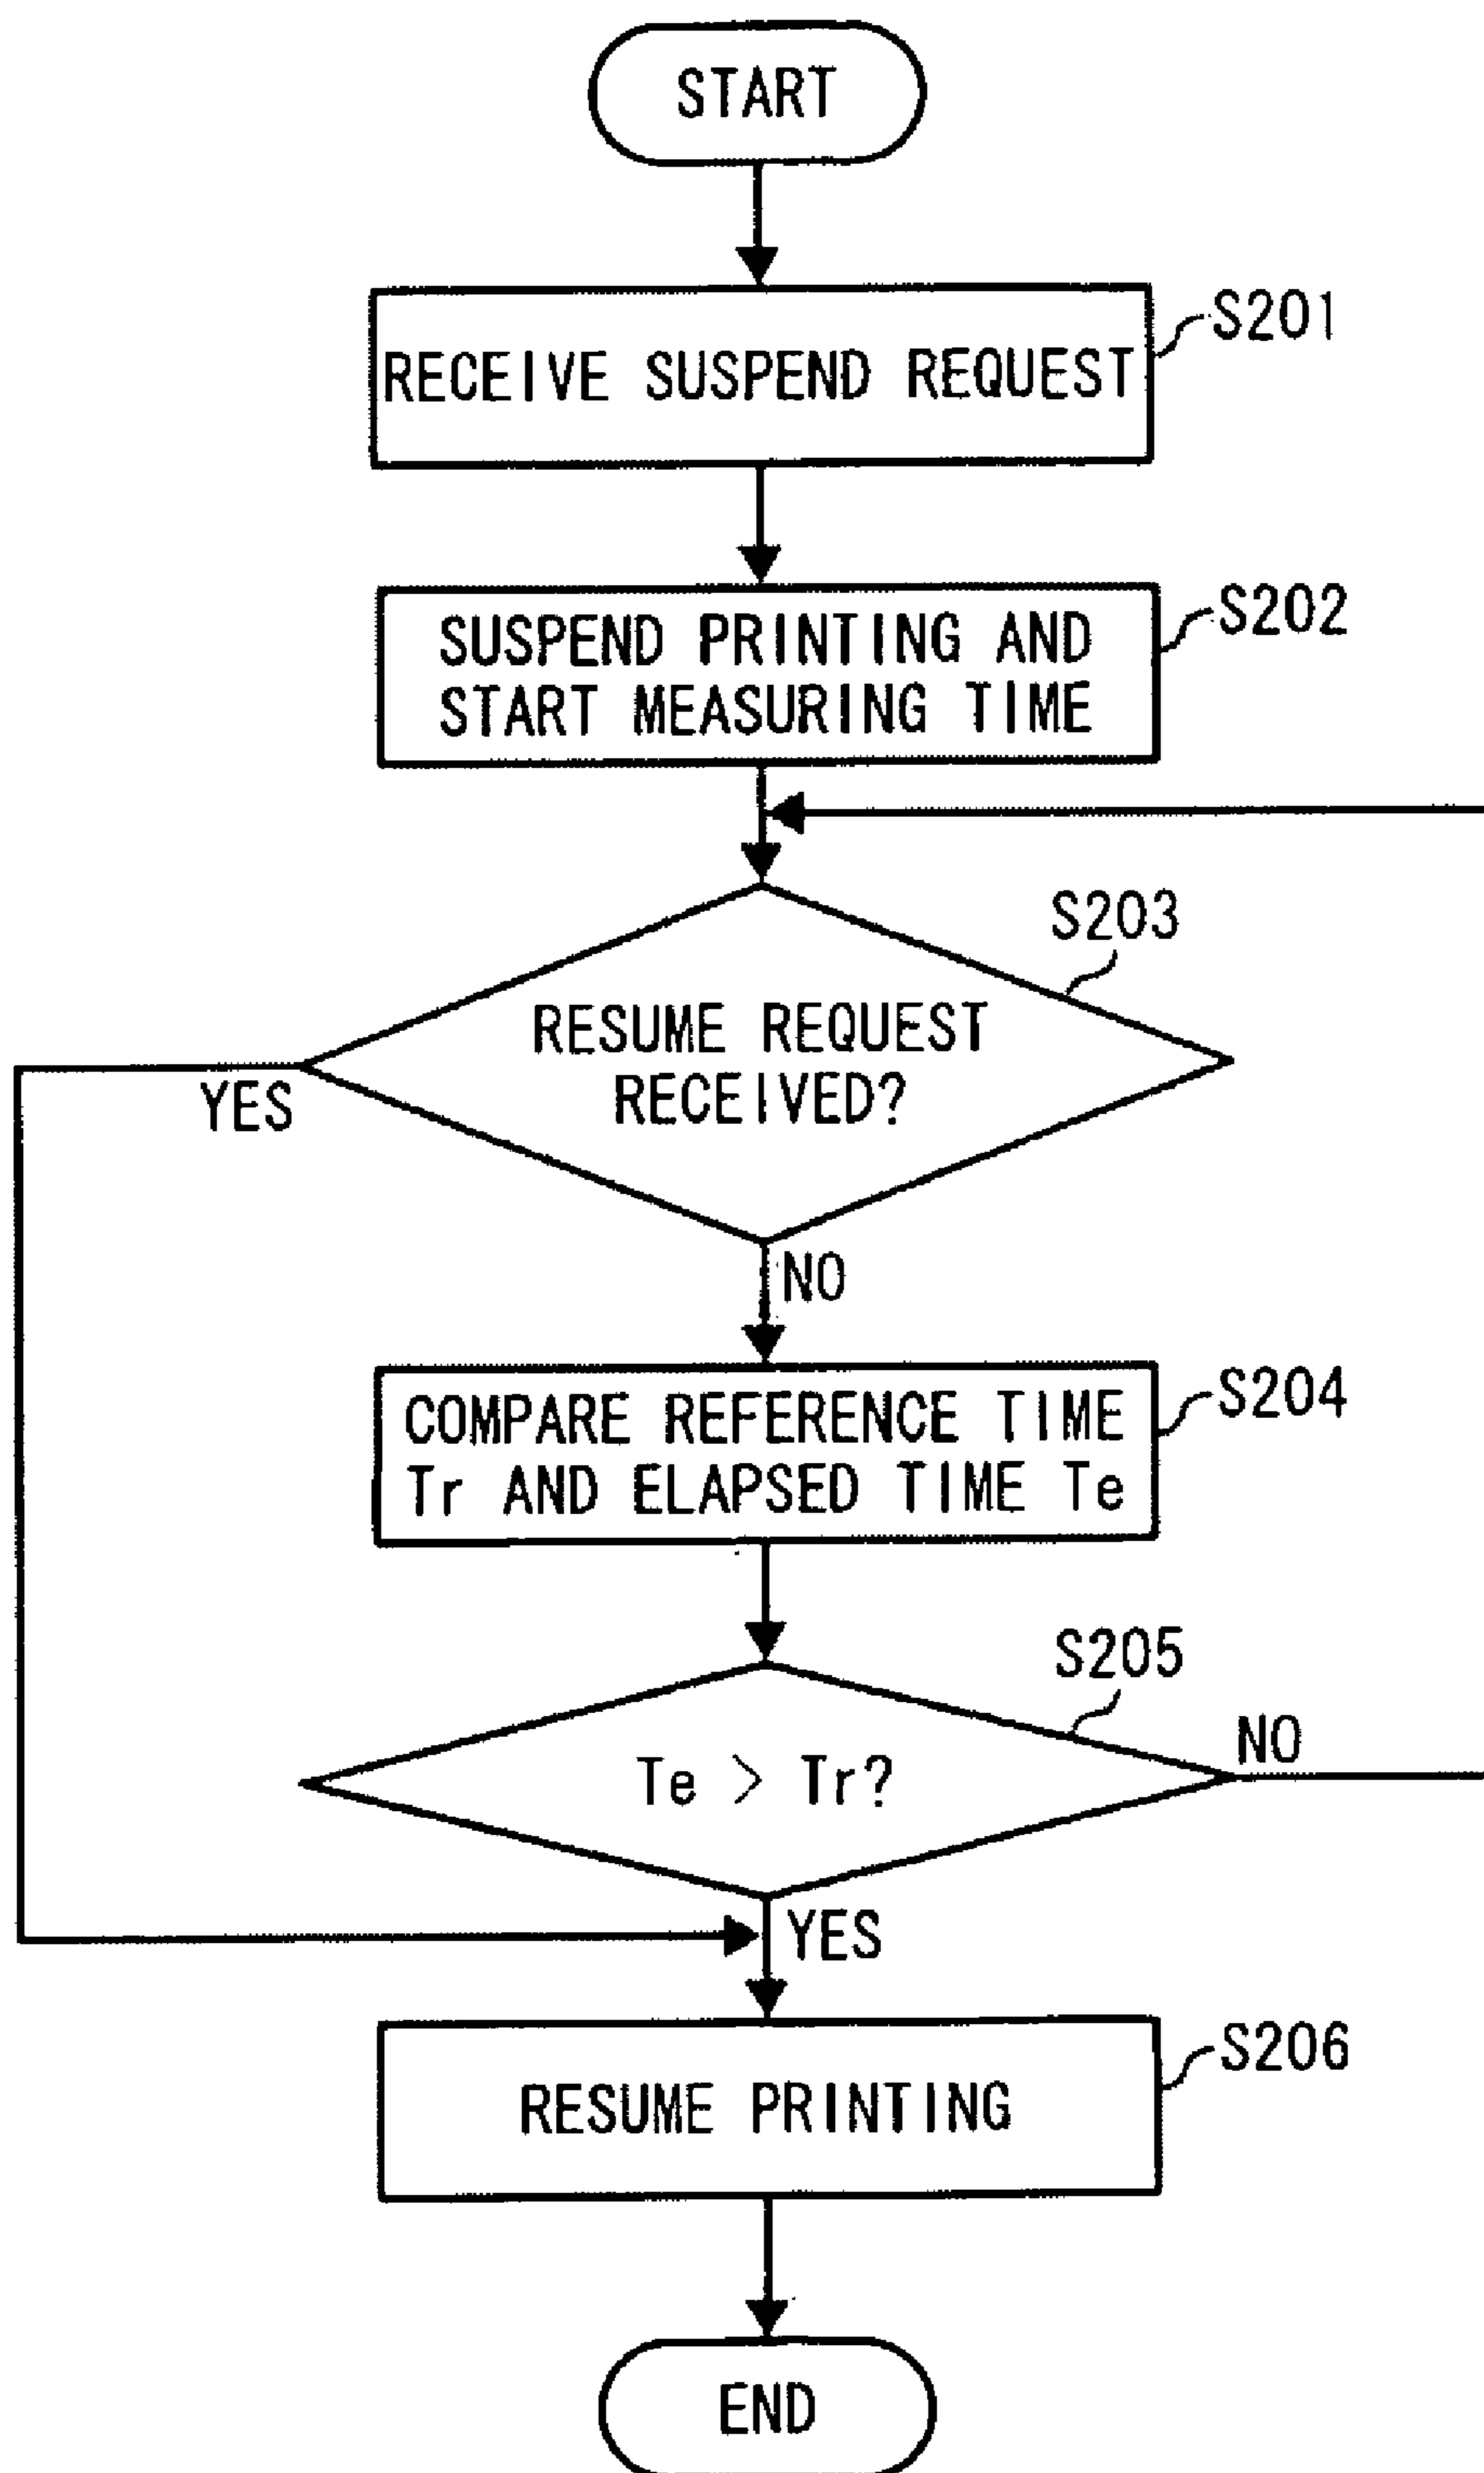 START
RECEIVE SUSPEND REQUEST
S201
SUSPEND PRINTING AND
START MEASURING TIME
S202
S203
RESUME REQUEST
RECEIVED?
YES
NO
COMPARE REFERENCE TIME
Tr AND ELAPSED TIME Te
S204
S205
Te > Tr?
NO
YES
RESUME PRINTING
S206
END